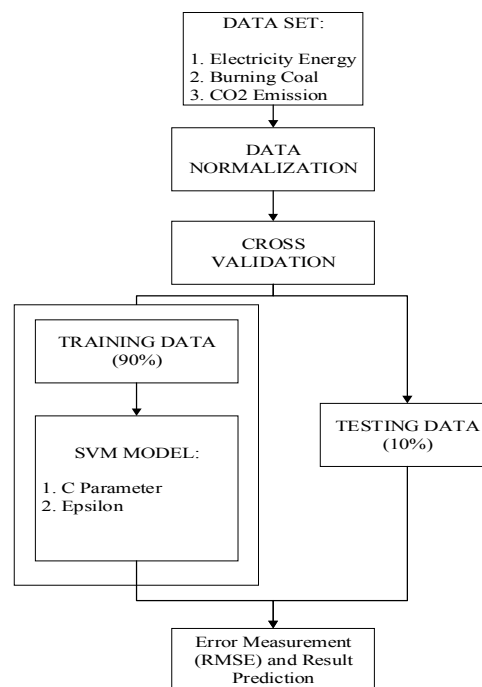 DATA SET:
1. Electricity Energy
2. Burning Coal
3. CO2 Emission
DATA
NORMALIZATION
CROSS
VALIDATION
TRAINING DATA
(90%)
SVM MODEL:
1. C Parameter
2. Epsilon
TESTING DATA
(10%)
Error Measurement
(RMSE) and Result
Prediction